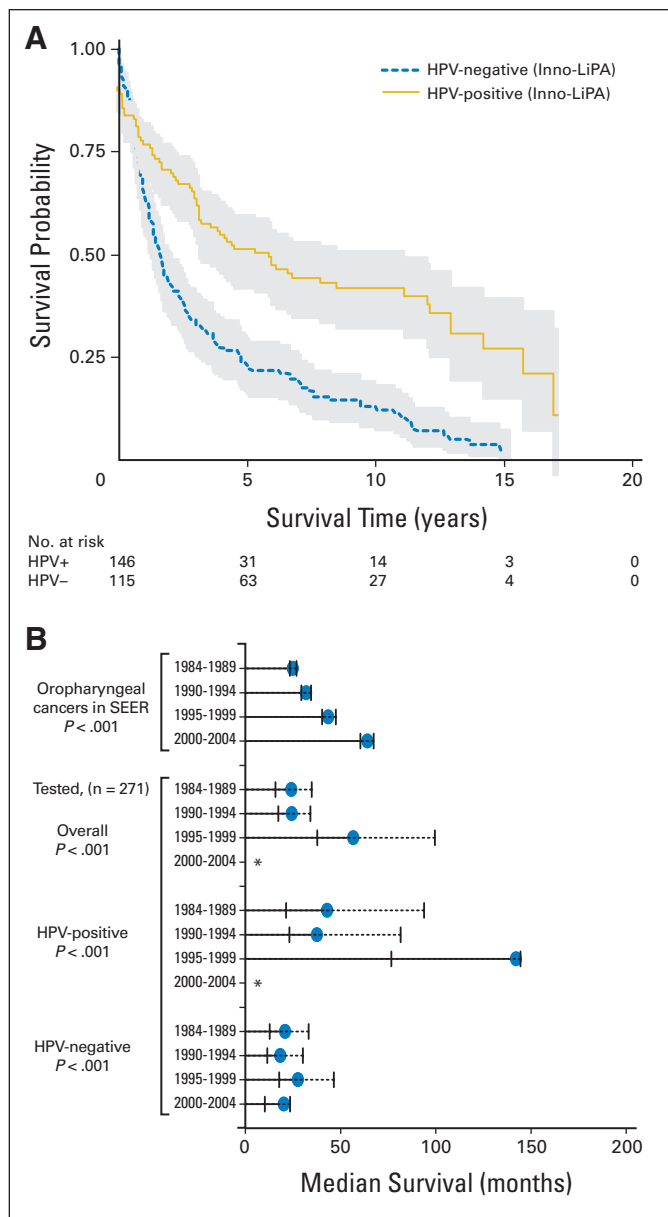 A
1.00
0.75
0.50
0.25
0
Survival Probability
HPV-negative (Inno-LiPA)
HPV-positive (Inno-LiPA)
5 10 15 20
Survival Time (years)
No. at risk
HPV+ 146 31 14 3 0
HPV– 115 63 27 4 0
B
Oropharyngeal
cancers in SEER
P < .001
1984-1989
1990-1994
1995-1999
2000-2004
Tested, (n = 271)
Overall
P < .001
1984-1989
1990-1994
1995-1999
2000-2004 *
HPV-positive
P < .001
1984-1989
1990-1994
1995-1999
2000-2004 *
HPV-negative
P < .001
1984-1989
1990-1994
1995-1999
2000-2004
0 50 100 150 200
Median Survival (months)